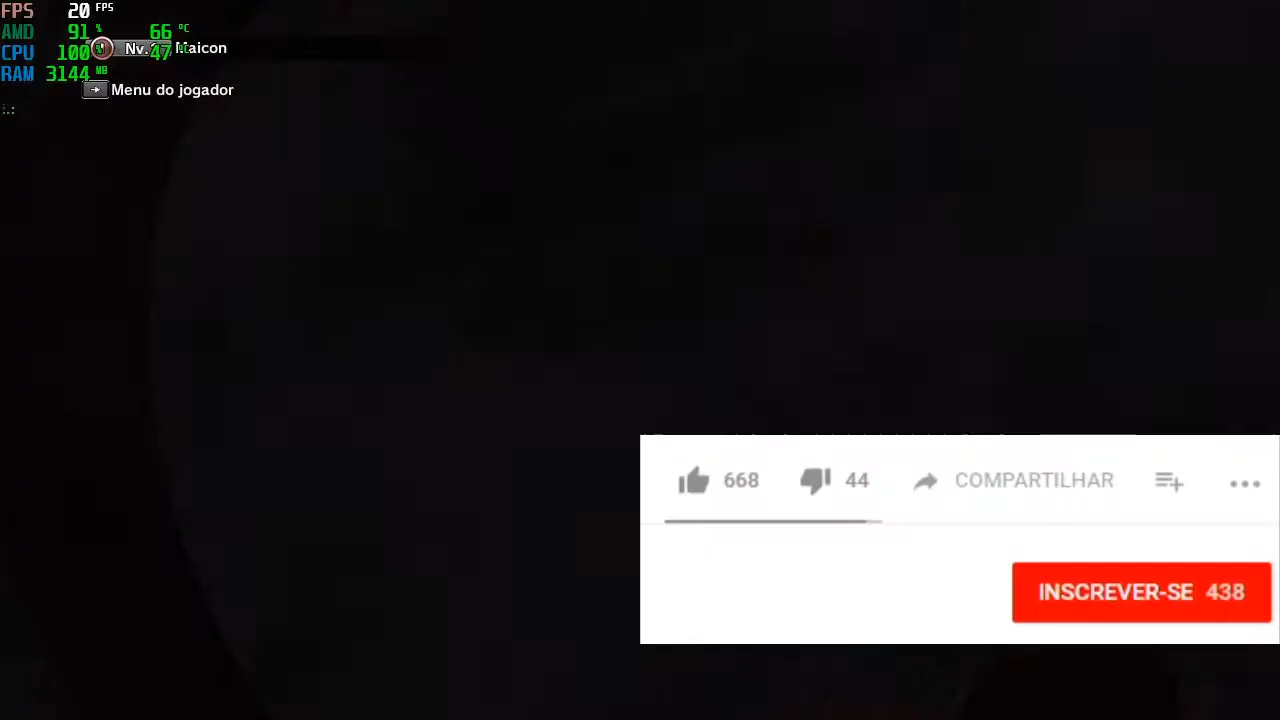 FPS 20 FPS
AMD 91 % 66 °C
CPU 100 % 47 °C
Nv. Maicon
RAM 3144 MB
Menu do jogador
668 44 COMPARTILHAR
INSCREVER-SE 438